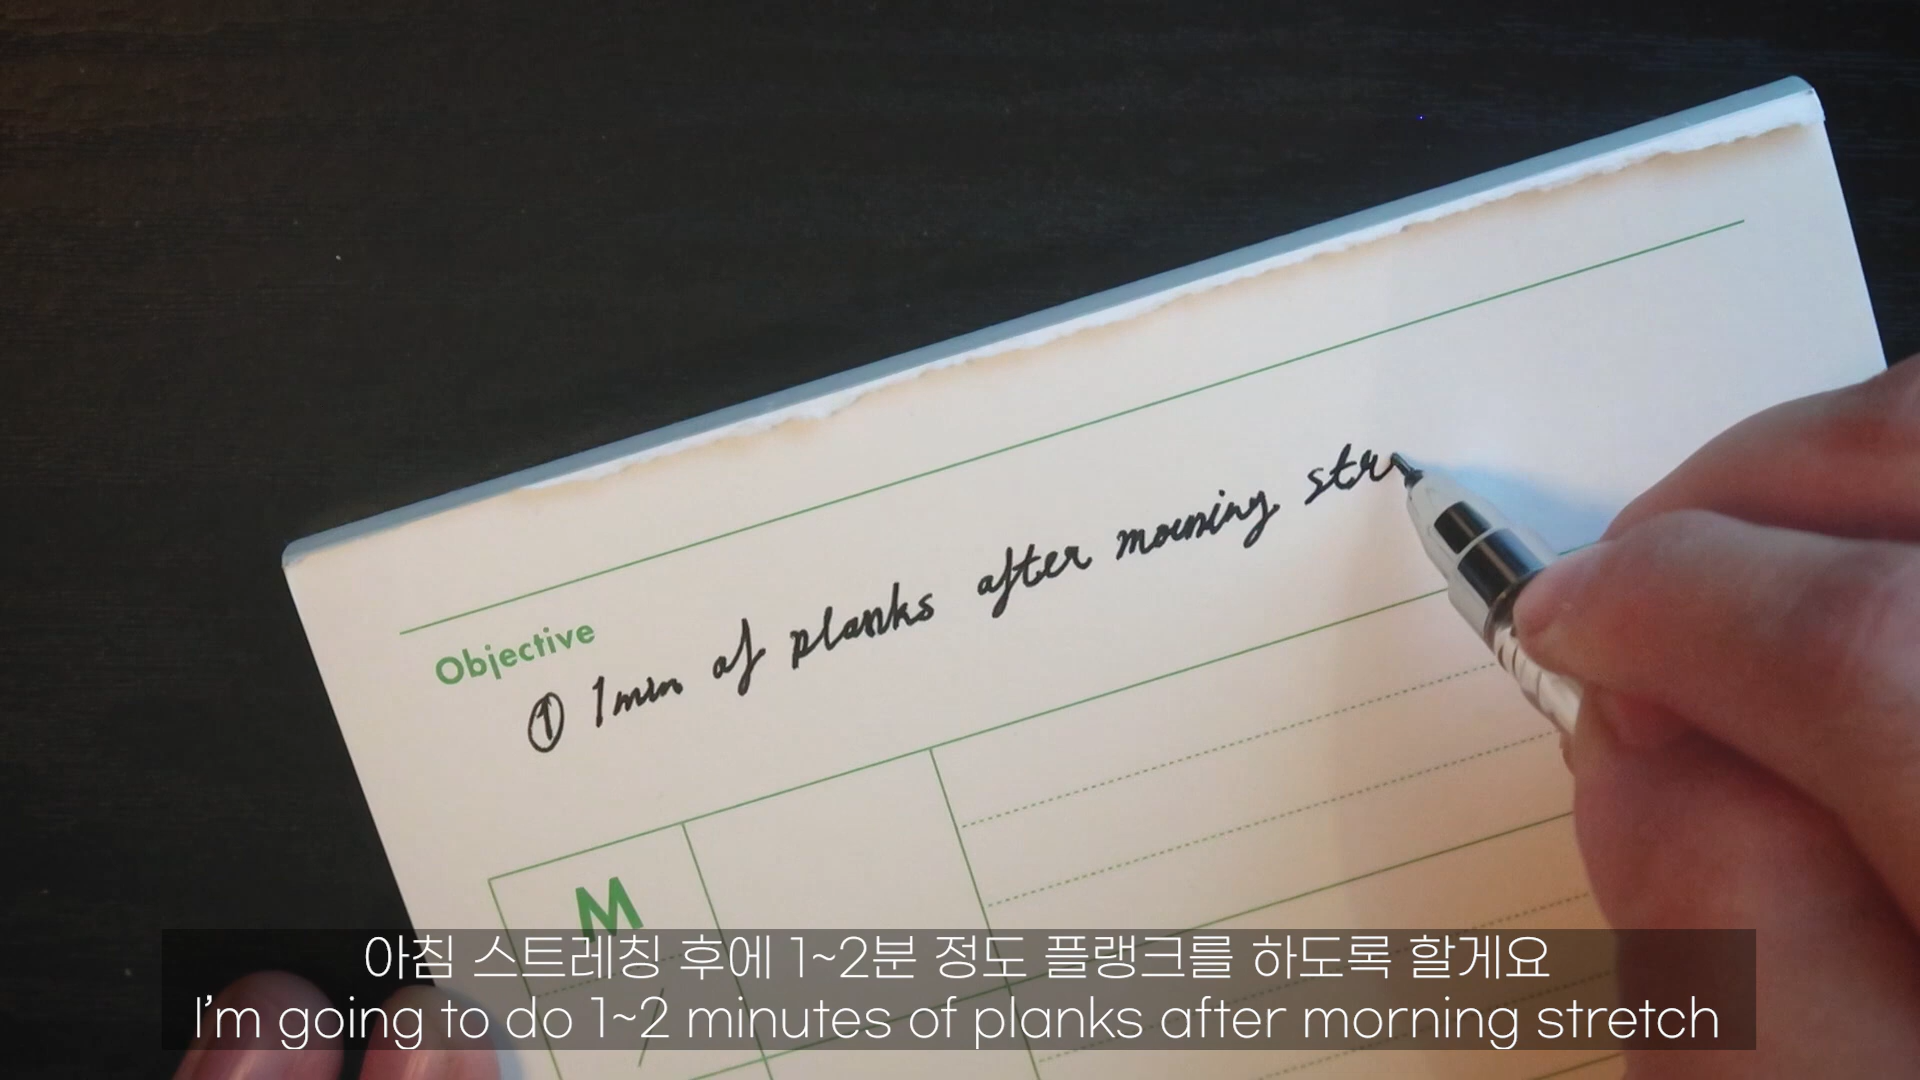 Objective
① 1min of planks after morning str
M
/
아침 스트레칭 후에 1~2분 정도 플랭크를 하도록 할게요
I'm going to do 1~2 minutes of planks after morning stretch